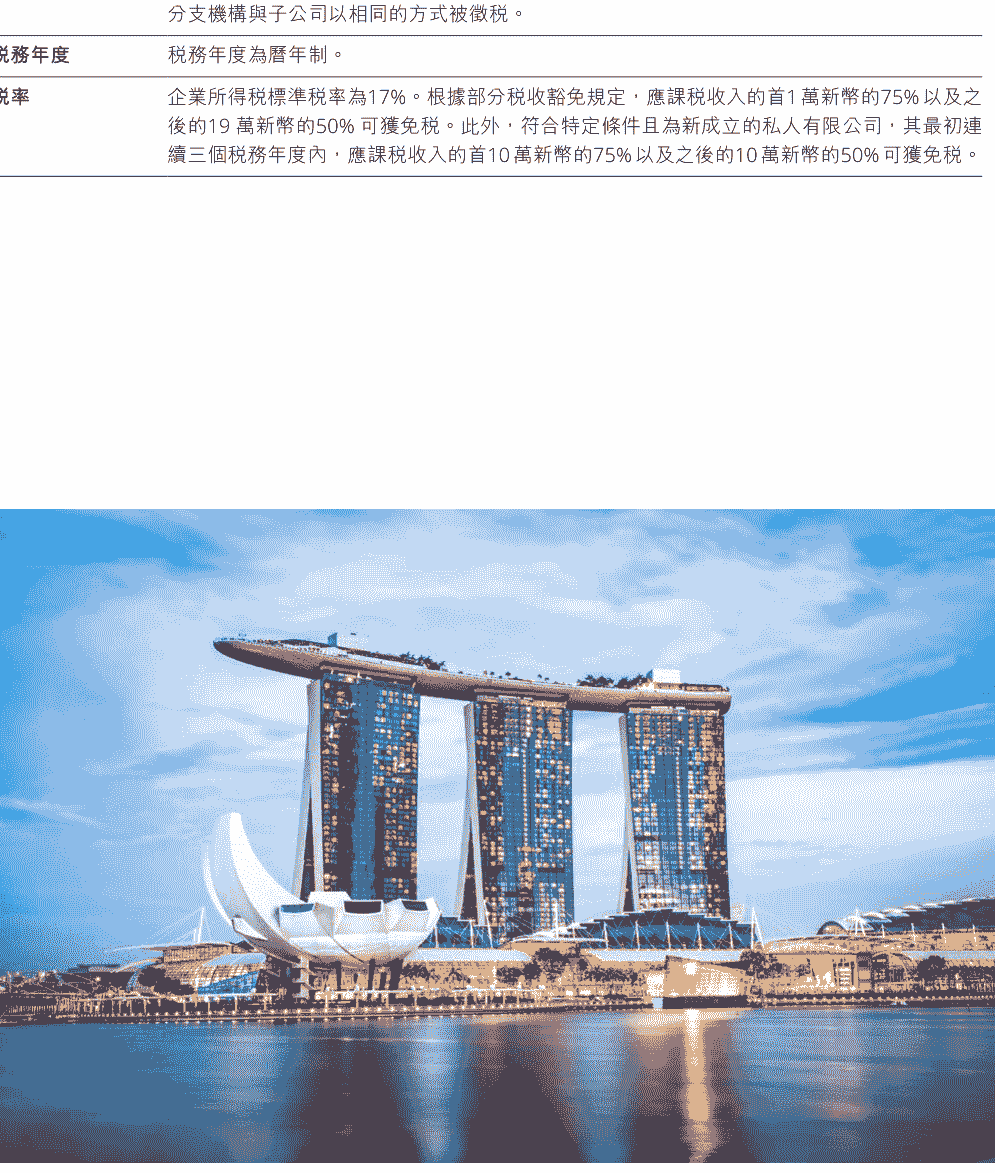 分支機構與子公司以相同的方式被徵税。
税務年度 税務年度為曆年制。
税率 企業所得税標準税率為17%。根據部分税收豁免規定，應課税收入的首1萬新幣的75%以及之
後的19 萬新幣的50% 可獲免税。此外，符合特定條件且為新成立的私人有限公司，其最初連
續三個税務年度內，應課税收入的首10萬新幣的75%以及之後的10萬新幣的50%可獲免税。